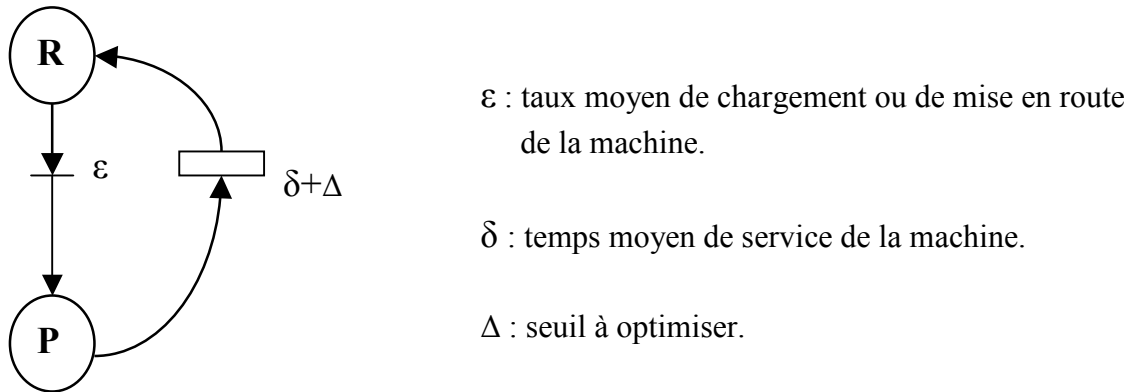 R
ε
δ+Δ
P
ε : taux moyen de chargement ou de mise en route
de la machine.
δ : temps moyen de service de la machine.
Δ : seuil à optimiser.